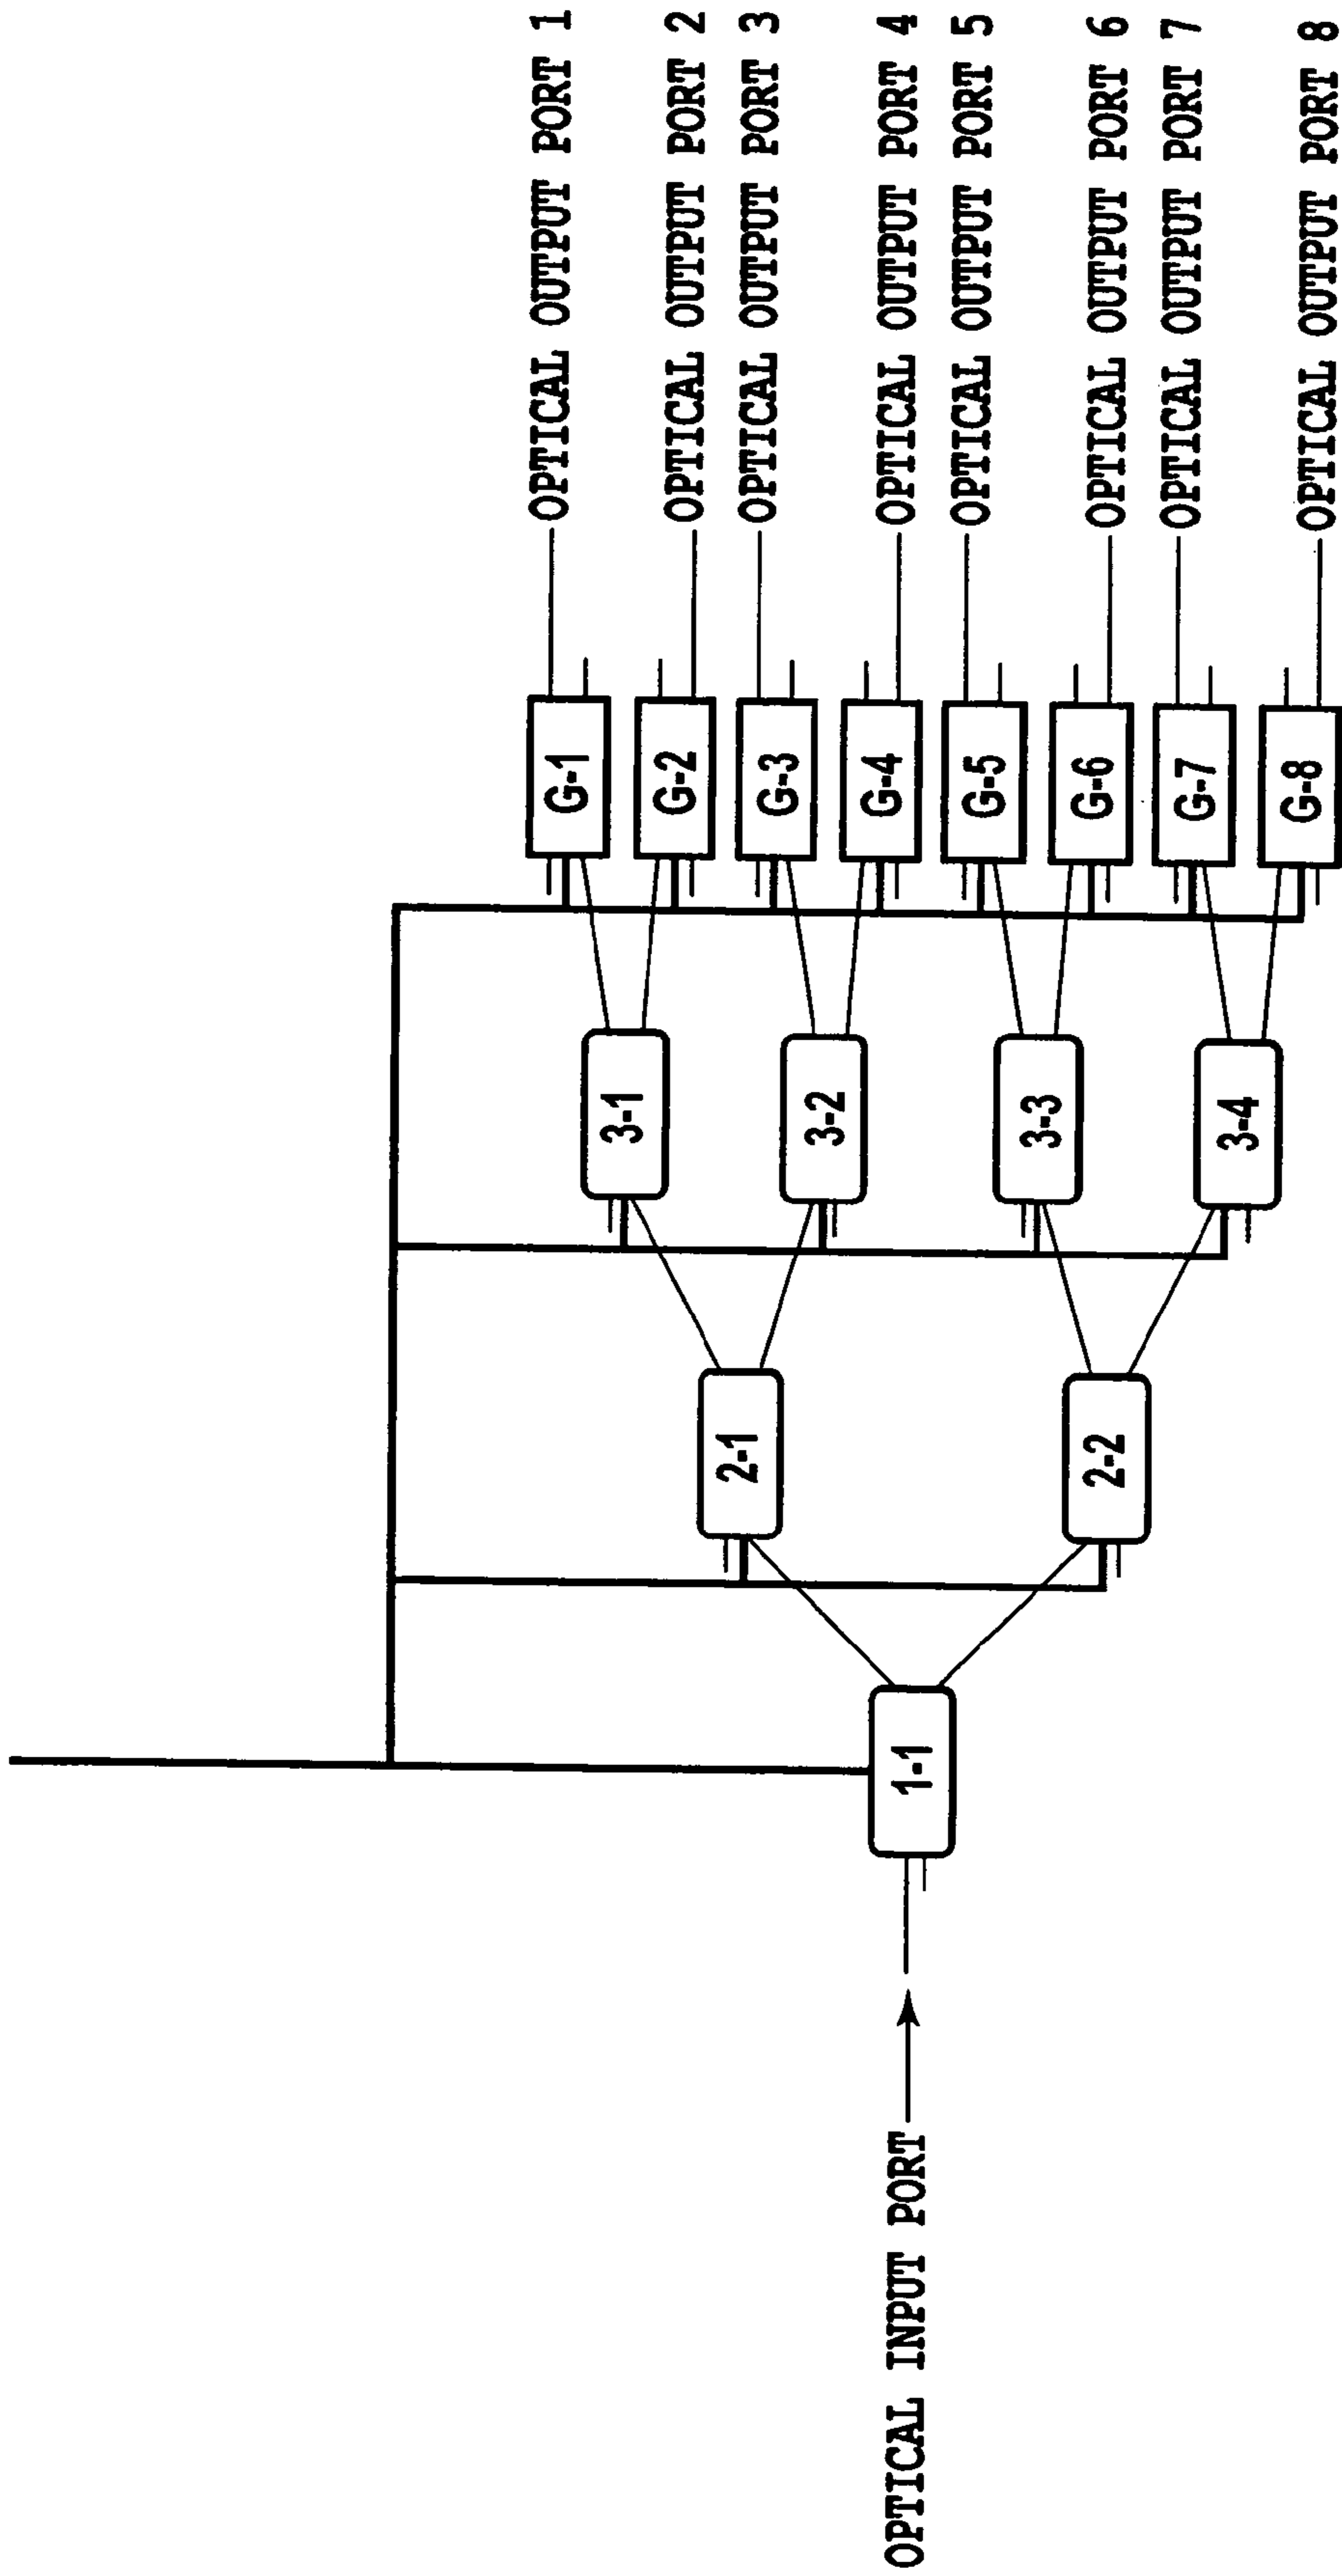 OPTICAL INPUT PORT
1-1
2-1
2-2
3-1
3-2
3-3
3-4
G-1
G-2
G-3
G-4
G-5
G-6
G-7
G-8
OPTICAL OUTPUT PORT 1
OPTICAL OUTPUT PORT 2
OPTICAL OUTPUT PORT 3
OPTICAL OUTPUT PORT 4
OPTICAL OUTPUT PORT 5
OPTICAL OUTPUT PORT 6
OPTICAL OUTPUT PORT 7
OPTICAL OUTPUT PORT 8